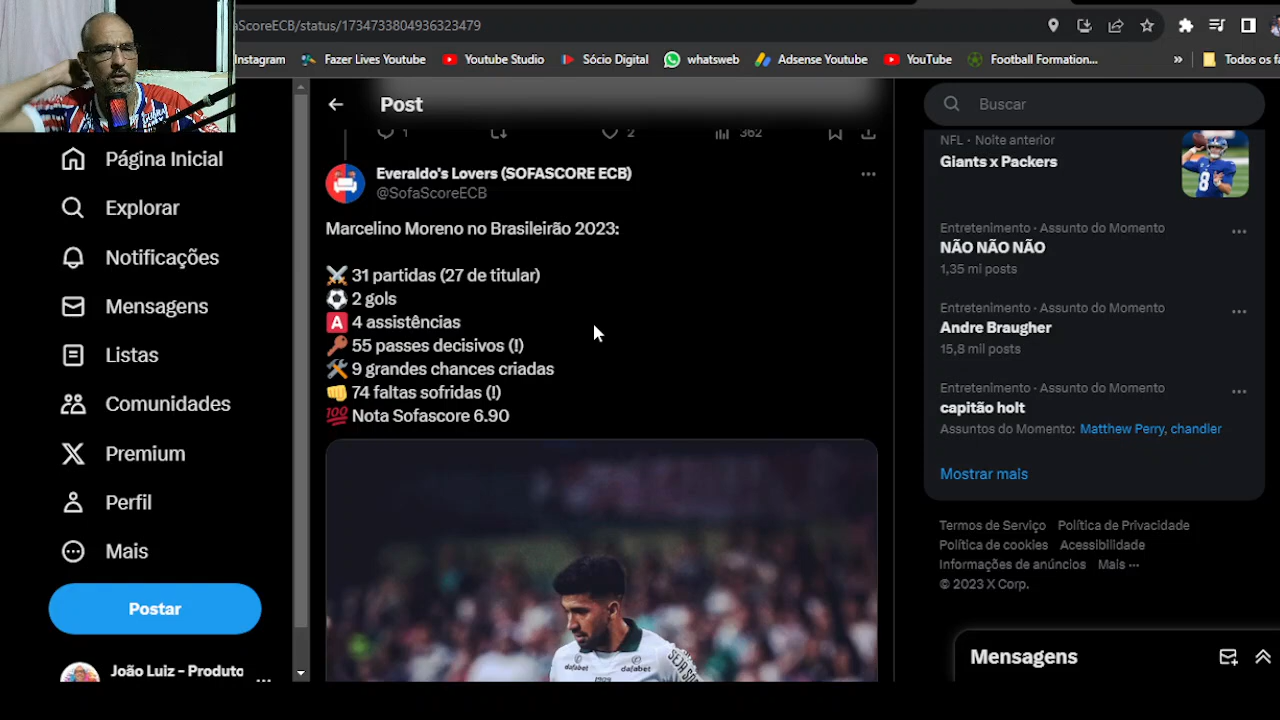 aScoreECB/status/1734733804936323479
Instagram
Fazer Lives Youtube
Youtube Studio
Sócio Digital
whatsweb
Adsense Youtube
YouTube
Football Formation...
»
Todos os fa
Página Inicial
Explorar
Notificações
Mensagens
Listas
Comunidades
Premium
Perfil
Mais
Postar
João Luiz - Produto
Post
1
2
362
Everaldo's Lovers (SOFASCORE ECB)
@SofaScoreECB
Marcelino Moreno no Brasileirão 2023:
⚔️ 31 partidas (27 de titular)
⚽ 2 gols
🅰️ 4 assistências
🔑 55 passes decisivos (!)
🛠️ 9 grandes chances criadas
👊 74 faltas sofridas (!)
💯 Nota Sofascore 6.90
dafabet
dafabet
1909
Buscar
NFL · Noite anterior
Giants x Packers
Entretenimento · Assunto do Momento
NÃO NÃO NÃO
1,35 mi posts
Entretenimento · Assunto do Momento
Andre Braugher
15,8 mil posts
Entretenimento · Assunto do Momento
capitão holt
Assuntos do Momento: Matthew Perry, chandler
Mostrar mais
Termos de Serviço Política de Privacidade
Política de cookies Acessibilidade
Informações de anúncios Mais ···
© 2023 X Corp.
Mensagens